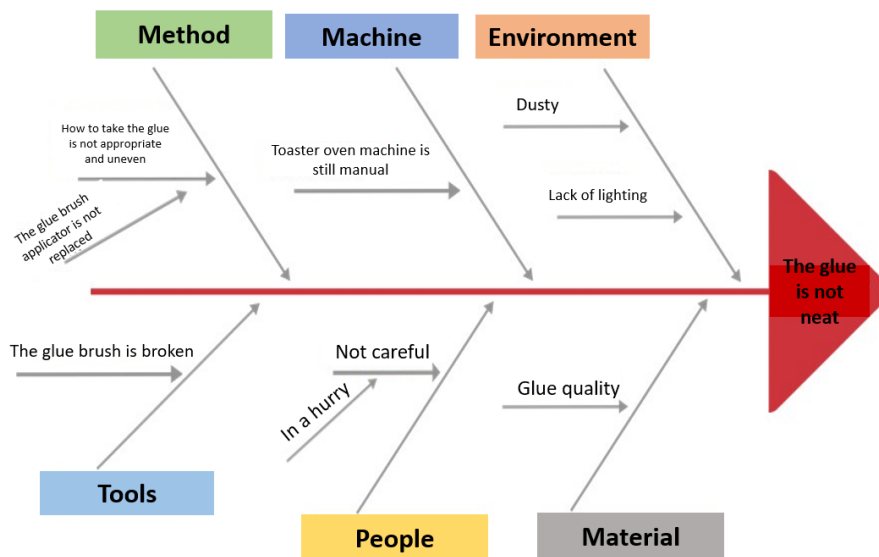 Method
Machine
Environment
How to take the glue
is not appropriate
and uneven
The glue brush
applicator is not
replaced
Toaster oven machine is
still manual
Dusty
Lack of lighting
The glue
is not
neat
The glue brush is broken
Not careful
In a hurry
Glue quality
Tools
People
Material